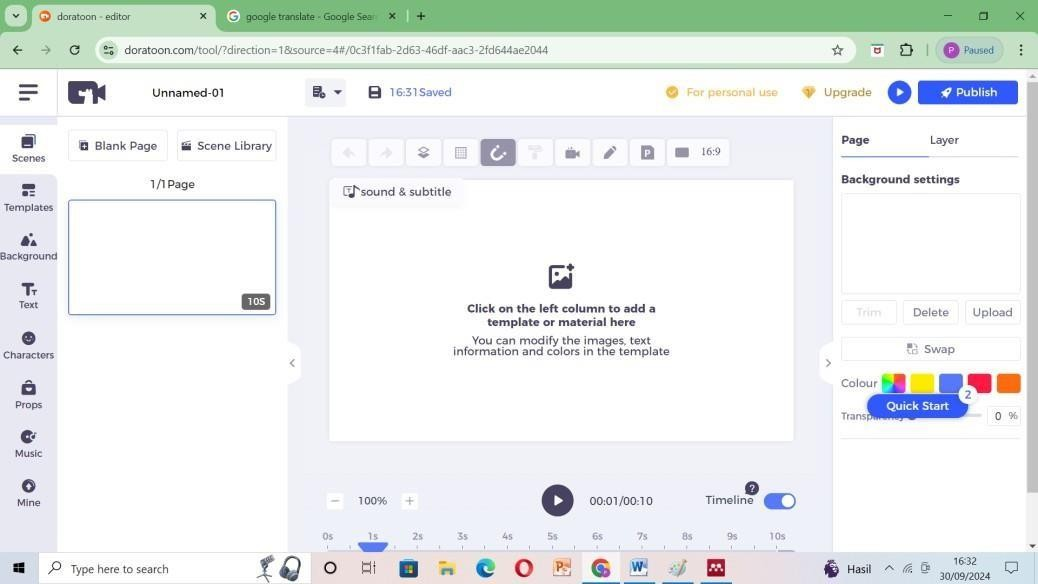 doratoon - editor
google translate - Google Sear
doratoon.com/tool/?direction=1&source=4#/0c3f1fab-2d63-46df-aac3-2fd644ae2044
P Paused
Unnamed-01
16:31Saved
For personal use
Upgrade
Publish
Scenes
Templates
Background
Text
Characters
Props
Music
Mine
Blank Page
Scene Library
1/1Page
10S
16:9
sound & subtitle
Click on the left column to add a
template or material here
You can modify the images, text
information and colors in the template
100%
00:01/00:10
Timeline
?
0s 1s 2s 3s 4s 5s 6s 7s 8s 9s 10s
Page Layer
Background settings
Trim Delete Upload
Swap
Colour
2
Quick Start
Transparency
0 %
Type here to search
Hasil
16:32
30/09/2024